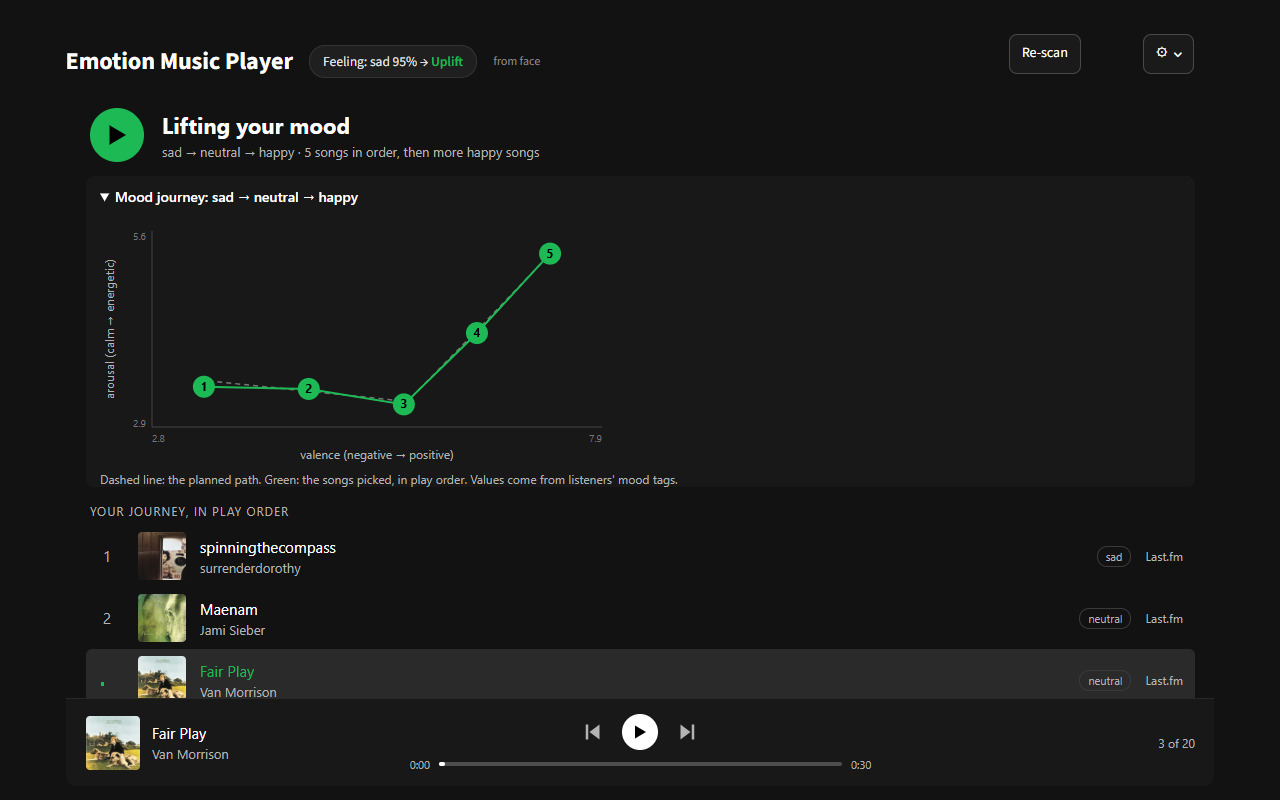 Emotion Music Player
Feeling: sad 95% → Uplift
from face
Re-scan
Lifting your mood
sad → neutral → happy · 5 songs in order, then more happy songs
▼ Mood journey: sad → neutral → happy
5.6
arousal (calm → energetic)
2.9
1
2
3
4
5
2.8
7.9
valence (negative → positive)
Dashed line: the planned path. Green: the songs picked, in play order. Values come from listeners' mood tags.
YOUR JOURNEY, IN PLAY ORDER
1
spinningthecompass
surrenderdorothy
sad
Last.fm
2
Maenam
Jami Sieber
neutral
Last.fm
Fair Play
Van Morrison
neutral
Last.fm
Fair Play
Van Morrison
0:00
0:30
3 of 20